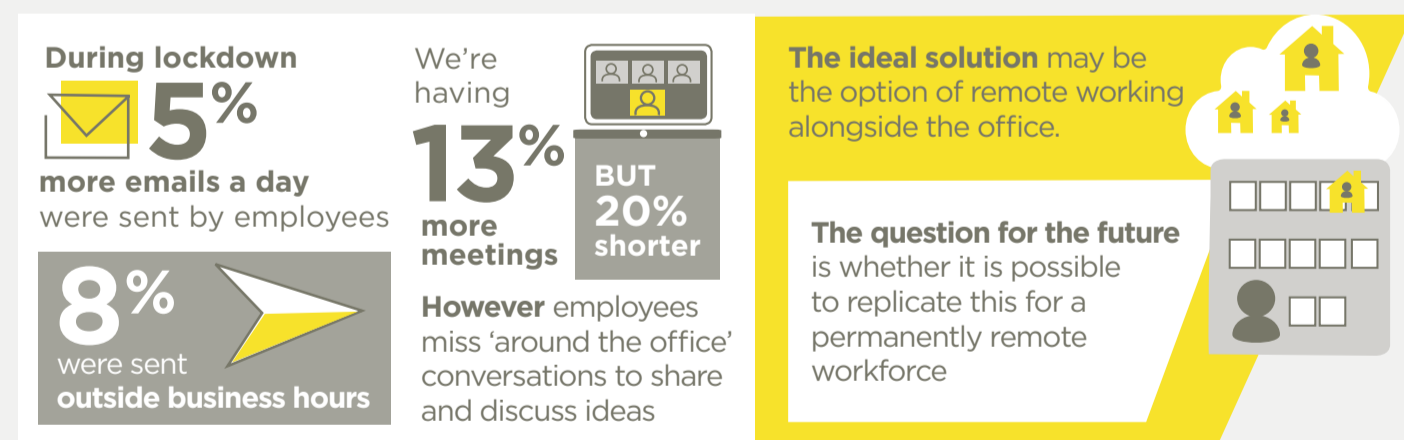 During lockdown
5%
more emails a day
were sent by employees
8%
were sent
outside business hours
We're
having
13%
more
meetings
BUT
20%
shorter
However employees
miss 'around the office'
conversations to share
and discuss ideas
The ideal solution may be
the option of remote working
alongside the office.
The question for the future
is whether it is possible
to replicate this for a
permanently remote
workforce